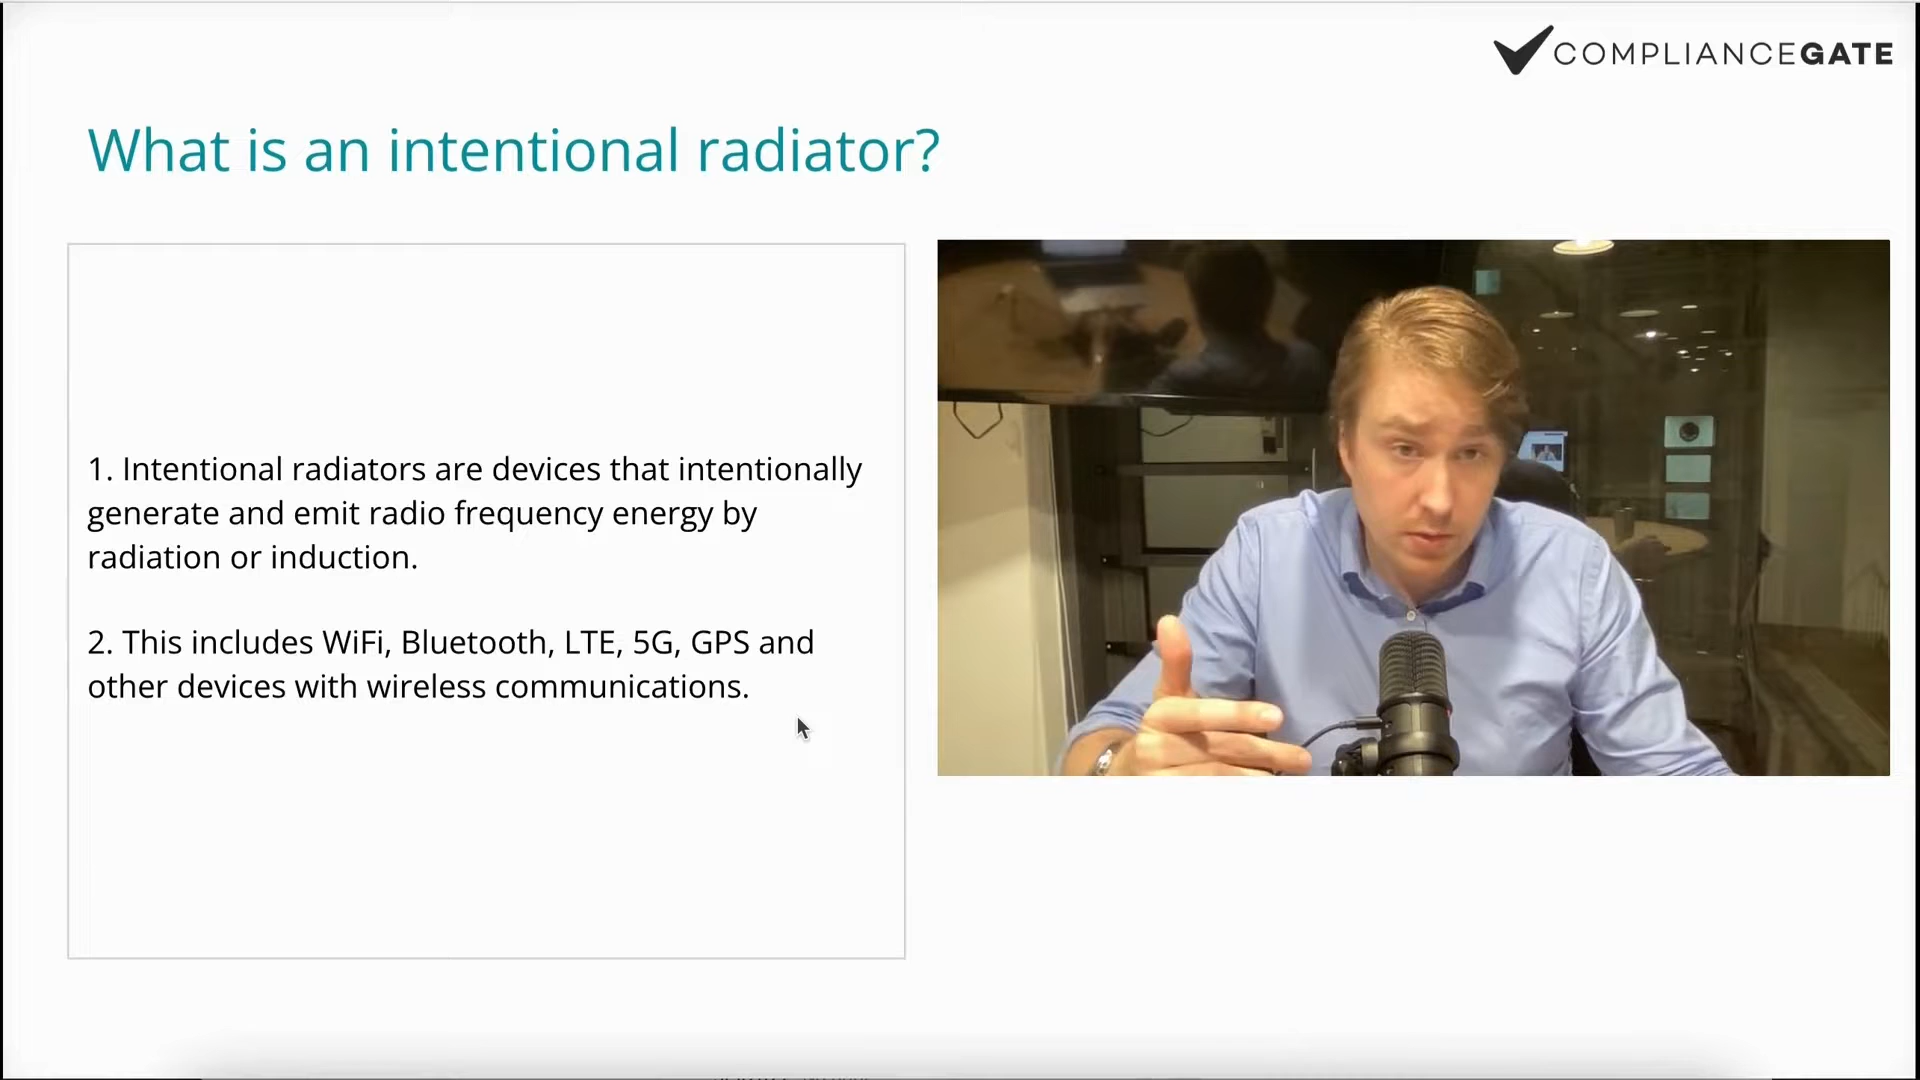 COMPLIANCEGATE
What is an intentional radiator?
1. Intentional radiators are devices that intentionally
generate and emit radio frequency energy by
radiation or induction.
2. This includes WiFi, Bluetooth, LTE, 5G, GPS and
other devices with wireless communications.